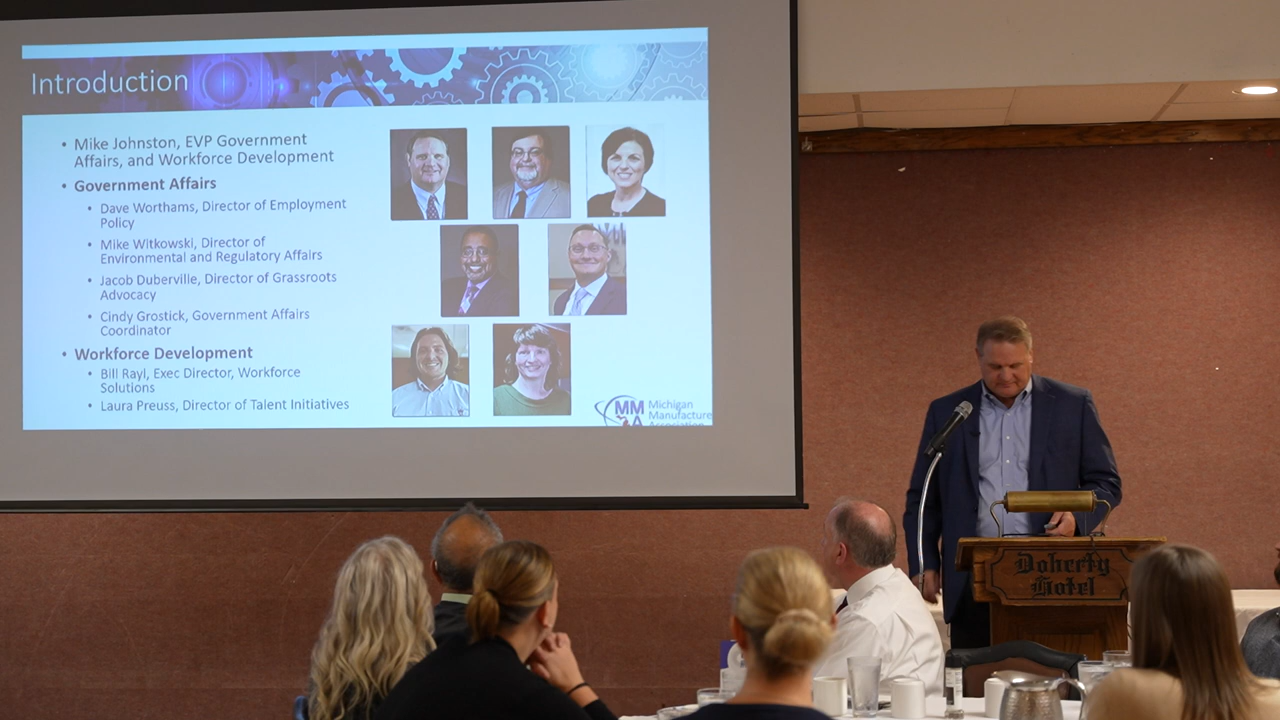 Introduction
• Mike Johnston, EVP Government
Affairs, and Workforce Development
• Government Affairs
• Dave Worthams, Director of Employment
Policy
• Mike Witkowski, Director of
Environmental and Regulatory Affairs
• Jacob Duberville, Director of Grassroots
Advocacy
• Cindy Grostick, Government Affairs
Coordinator
• Workforce Development
• Bill Rayl, Exec Director, Workforce
Solutions
• Laura Preuss, Director of Talent Initiatives
MM
A
Michigan
Manufacture
Association
Doherty
Hotel